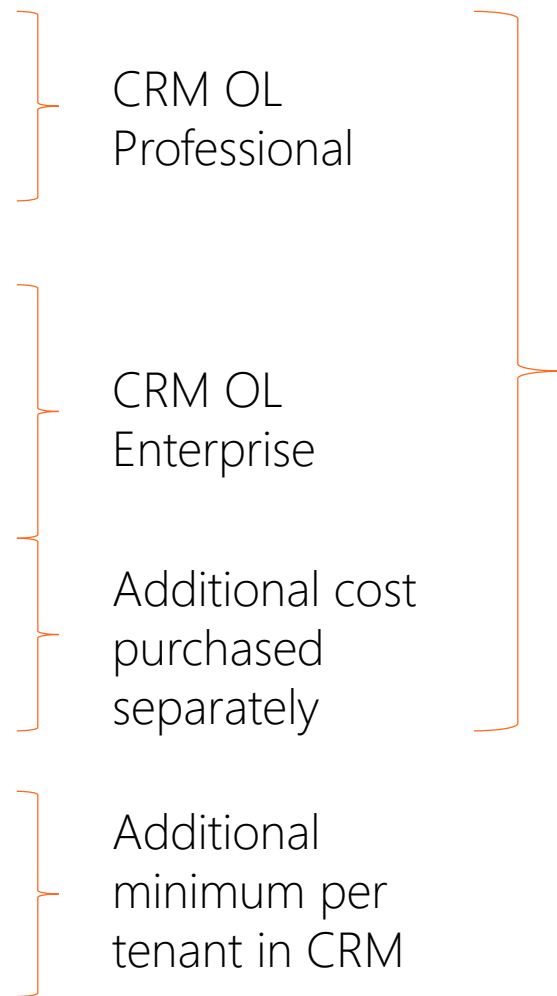 CRM OL
Professional
CRM OL
Enterprise
Additional cost
purchased
separately
Additional
minimum per
tenant in CRM